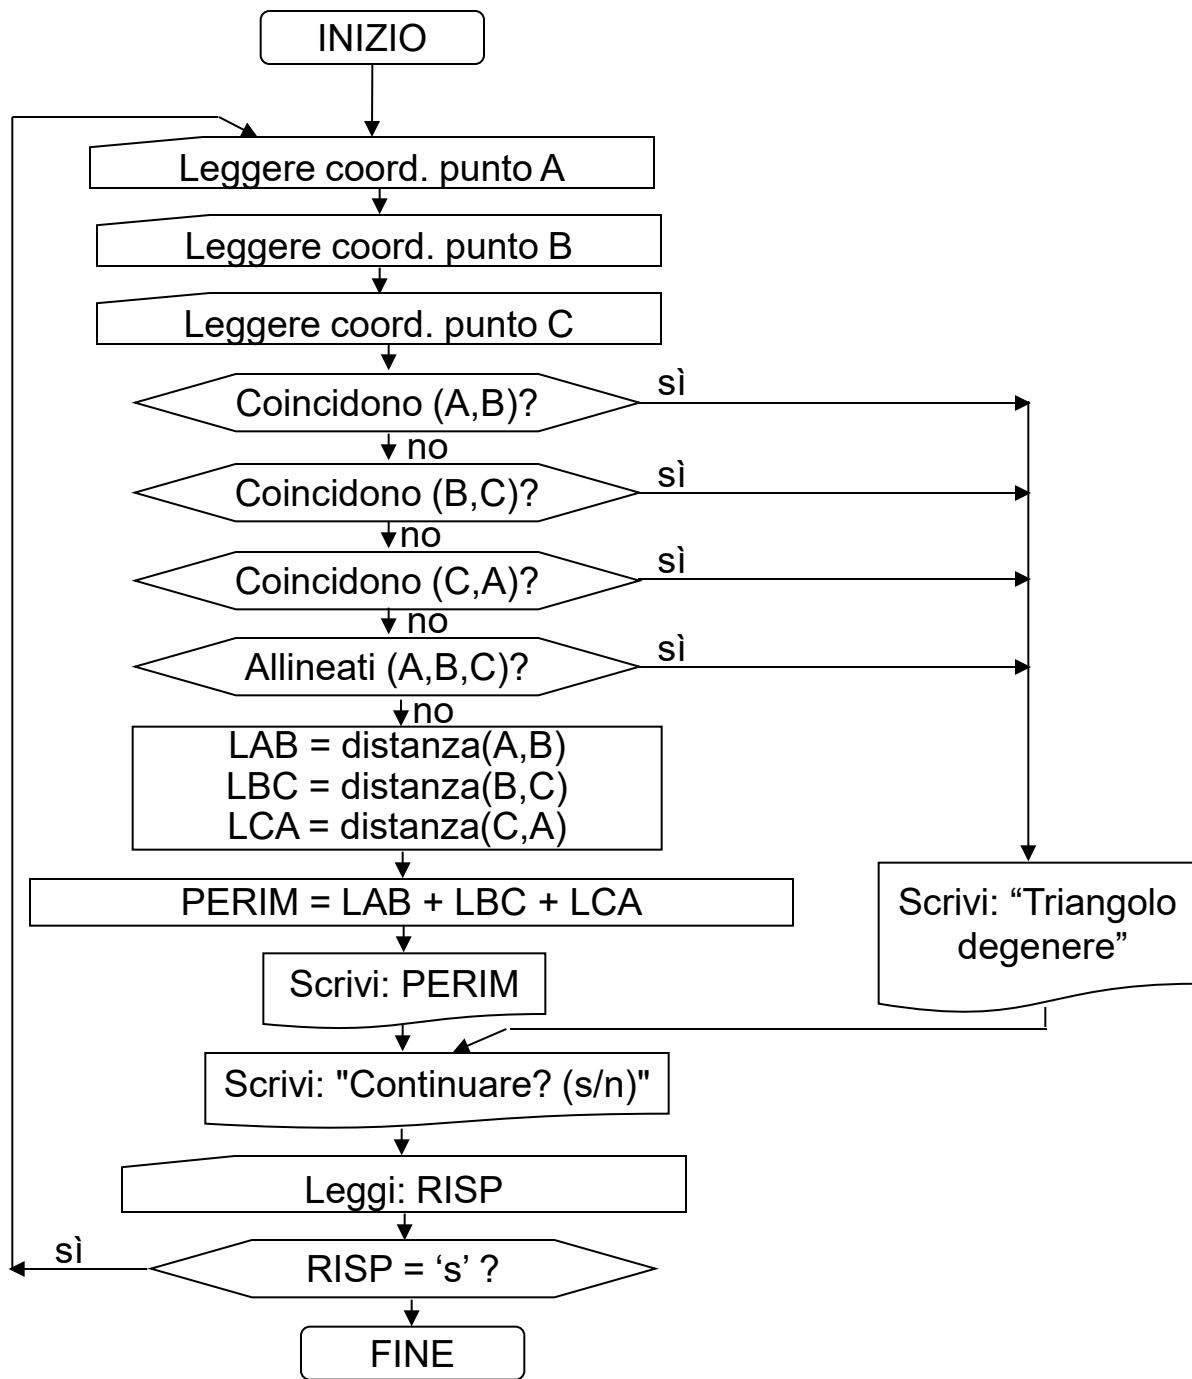 INIZIO
Leggere coord. punto A
Leggere coord. punto B
Leggere coord. punto C
Coincidono (A,B)?
sì
no
Coincidono (B,C)?
sì
no
Coincidono (C,A)?
sì
no
Allineati (A,B,C)?
sì
no
LAB = distanza(A,B)
LBC = distanza(B,C)
LCA = distanza(C,A)
PERIM = LAB + LBC + LCA
Scrivi: “Triangolo
degenere”
Scrivi: PERIM
Scrivi: "Continuare? (s/n)"
Leggi: RISP
sì
RISP = ‘s’ ?
FINE